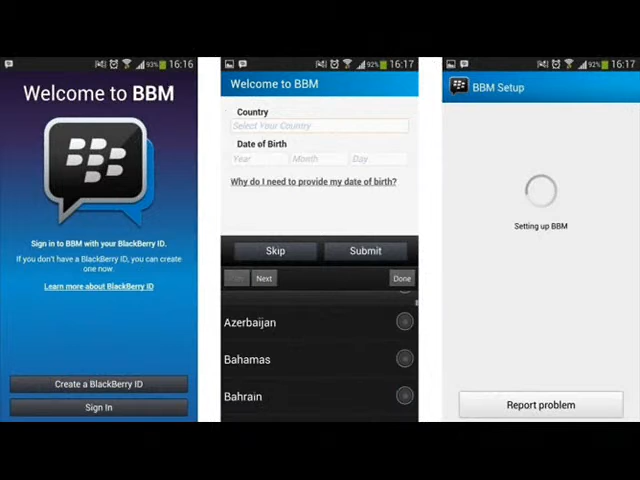 93% 16:16
Welcome to BBM
Sign in to BBM with your BlackBerry ID.
If you don't have a BlackBerry ID, you can create
one now.
Learn more about BlackBerry ID
Create a BlackBerry ID
Sign In
92% 16:17
Welcome to BBM
Country
Select Your Country
Date of Birth
Year Month Day
Why do I need to provide my date of birth?
Skip Submit
Next Done
Azerbaijan
Bahamas
Bahrain
92% 16:17
BBM Setup
Setting up BBM
Report problem